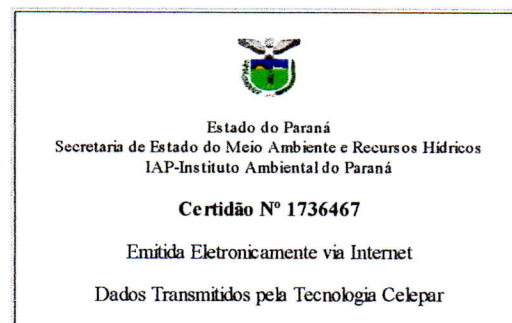 Estado do Paraná
Secretaria de Estado do Meio Ambiente e Recursos Hídricos
IAP-Instituto Ambiental do Paraná
Certidão Nº 1736467
Emitida Eletronicamente via Internet
Dados Transmitidos pela Tecnologia Celepar